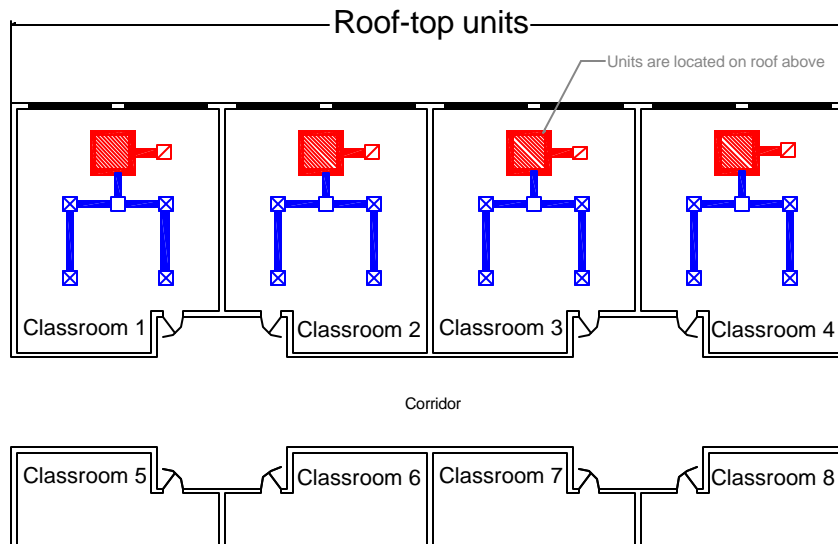 Roof-top units
Units are located on roof above
Classroom 1
Classroom 2
Classroom 3
Classroom 4
Corridor
Classroom 5
Classroom 6
Classroom 7
Classroom 8